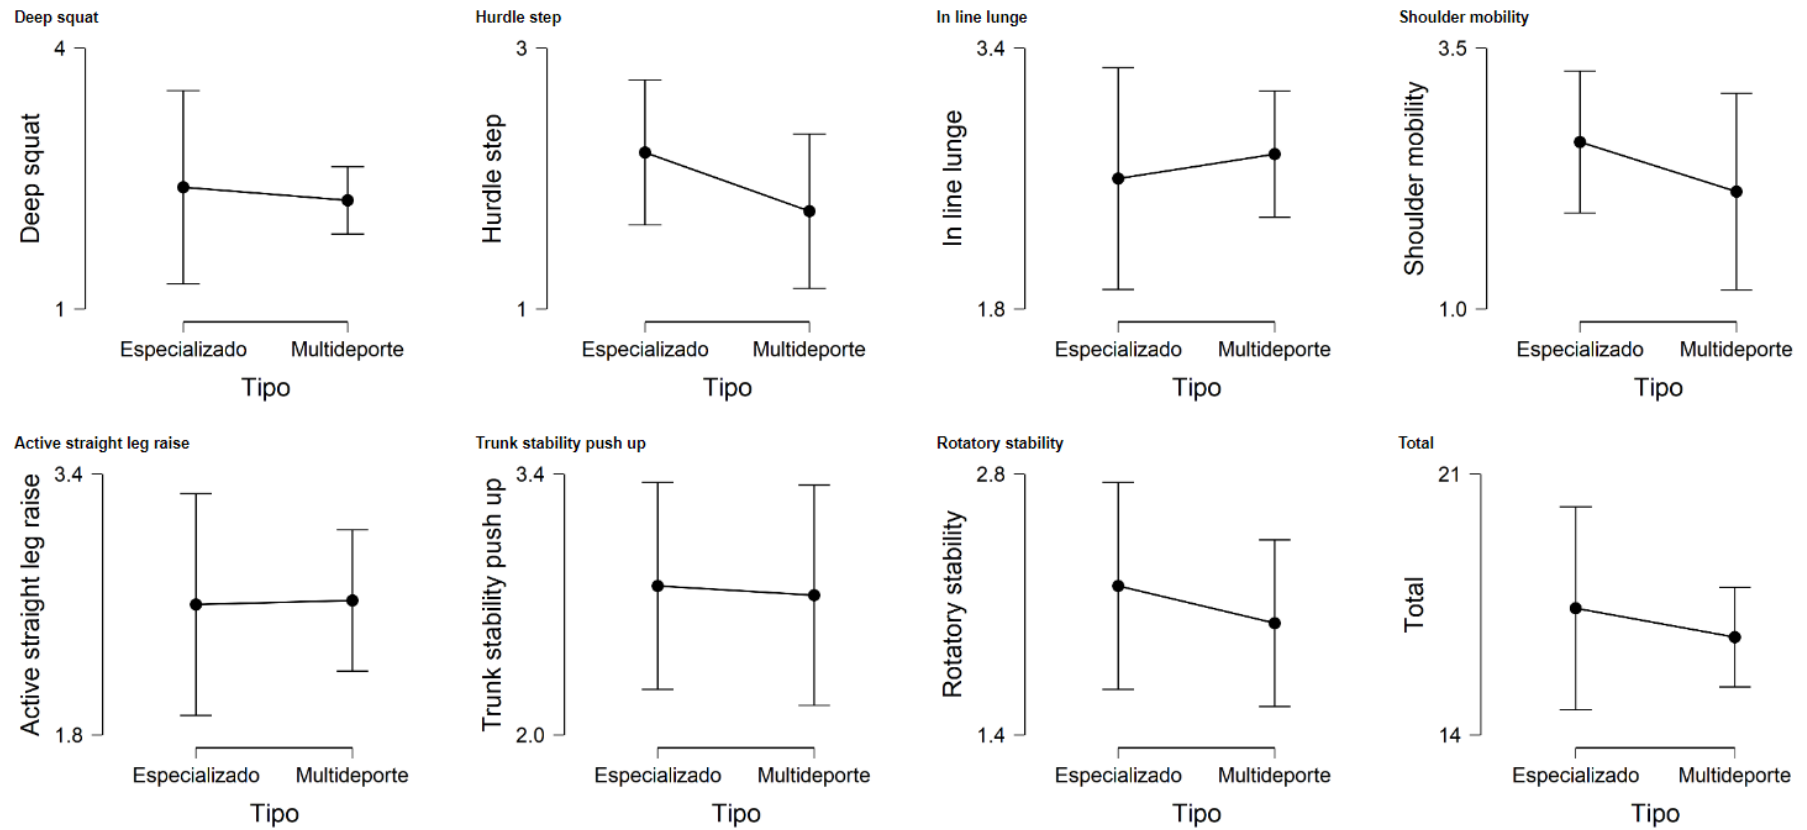 Deep squat
4
Deep squat
1
Especializado Multideporte
Tipo
Hurdle step
3
Hurdle step
1
Especializado Multideporte
Tipo
In line lunge
3.4
In line lunge
1.8
Especializado Multideporte
Tipo
Shoulder mobility
3.5
Shoulder mobility
1.0
Especializado Multideporte
Tipo
Active straight leg raise
3.4
Active straight leg raise
1.8
Especializado Multideporte
Tipo
Trunk stability push up
3.4
Trunk stability push up
2.0
Especializado Multideporte
Tipo
Rotatory stability
2.8
Rotatory stability
1.4
Especializado Multideporte
Tipo
Total
21
Total
14
Especializado Multideporte
Tipo